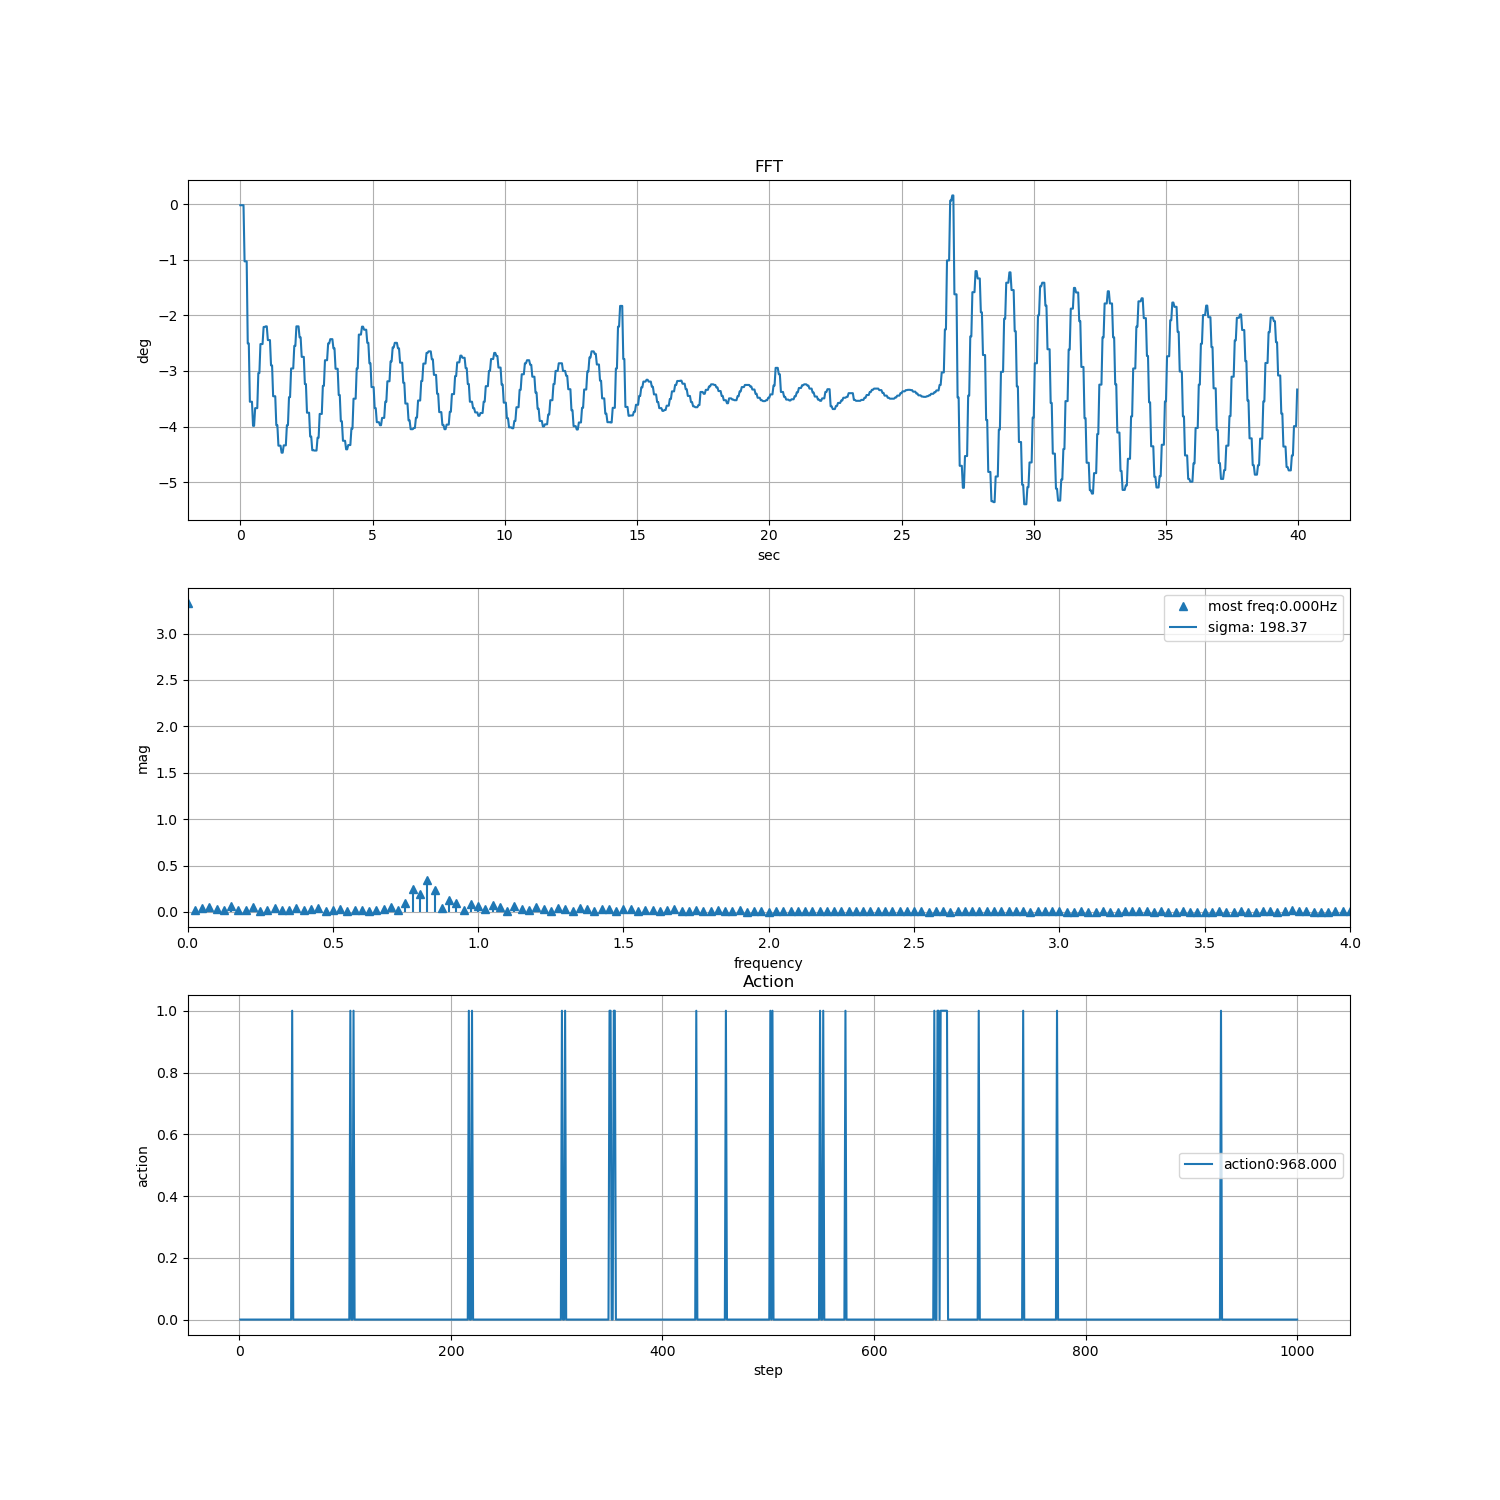 FFT
0
−1
−2
−3
−4
−5
deg
0 5 10 15 20 25 30 35 40
sec
most freq:0.000Hz
sigma: 198.37
3.0
2.5
2.0
1.5
1.0
0.5
0.0
mag
0.0 0.5 1.0 1.5 2.0 2.5 3.0 3.5 4.0
frequency
Action
1.0
0.8
0.6
0.4
0.2
0.0
action
action0:968.000
0 200 400 600 800 1000
step